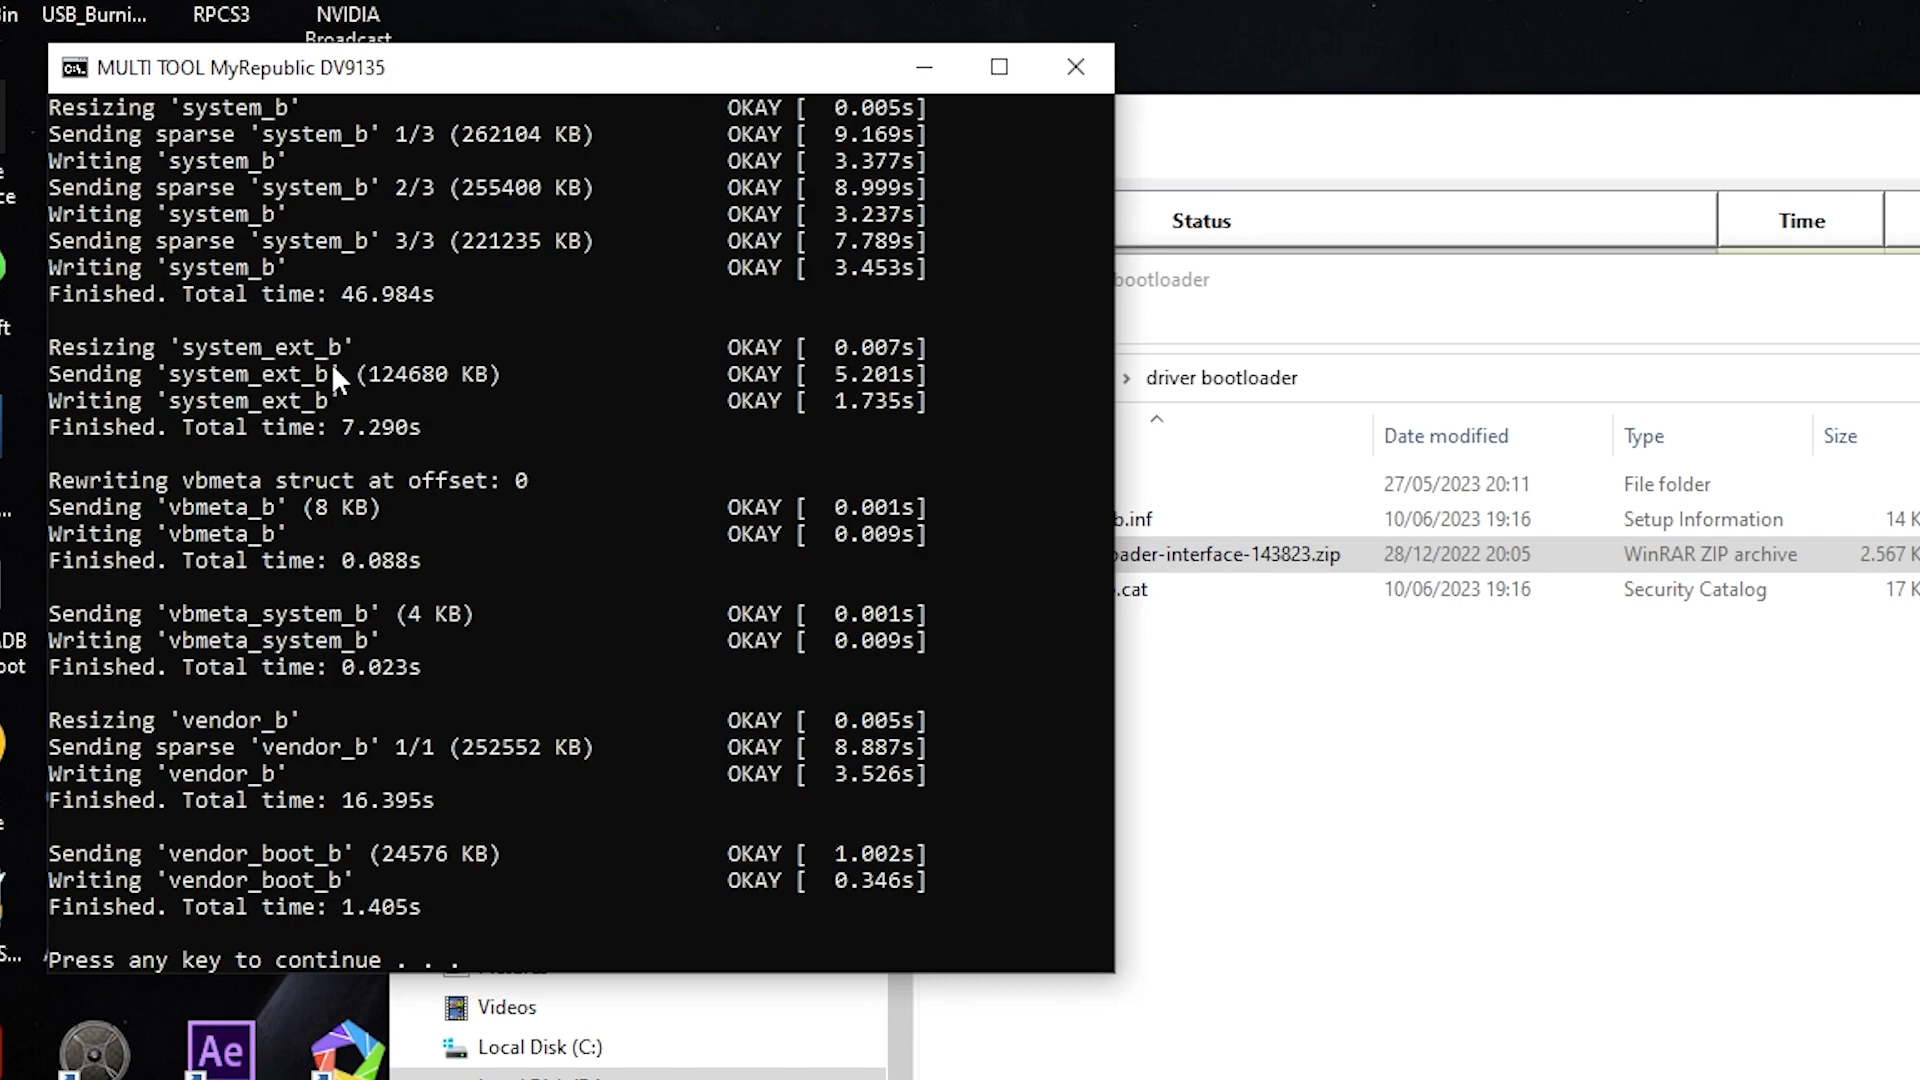 in USB_Burni... RPCS3 NVIDIA
Broadcast
MULTI TOOL MyRepublic DV9135
Resizing 'system_b' OKAY [ 0.005s]
Sending sparse 'system_b' 1/3 (262104 KB) OKAY [ 9.169s]
Writing 'system_b' OKAY [ 3.377s]
Sending sparse 'system_b' 2/3 (255400 KB) OKAY [ 8.999s]
Writing 'system_b' OKAY [ 3.237s]
Sending sparse 'system_b' 3/3 (221235 KB) OKAY [ 7.789s]
Writing 'system_b' OKAY [ 3.453s]
Finished. Total time: 46.984s
Resizing 'system_ext_b' OKAY [ 0.007s]
Sending 'system_ext_b' (124680 KB) OKAY [ 5.201s]
Writing 'system_ext_b' OKAY [ 1.735s]
Finished. Total time: 7.290s
Rewriting vbmeta struct at offset: 0
Sending 'vbmeta_b' (8 KB) OKAY [ 0.001s]
Writing 'vbmeta_b' OKAY [ 0.009s]
Finished. Total time: 0.088s
Sending 'vbmeta_system_b' (4 KB) OKAY [ 0.001s]
Writing 'vbmeta_system_b' OKAY [ 0.009s]
Finished. Total time: 0.023s
Resizing 'vendor_b' OKAY [ 0.005s]
Sending sparse 'vendor_b' 1/1 (252552 KB) OKAY [ 8.887s]
Writing 'vendor_b' OKAY [ 3.526s]
Finished. Total time: 16.395s
Sending 'vendor_boot_b' (24576 KB) OKAY [ 1.002s]
Writing 'vendor_boot_b' OKAY [ 0.346s]
Finished. Total time: 1.405s
Press any key to continue . . .
Status Time
bootloader
› driver bootloader
Date modified Type Size
27/05/2023 20:11 File folder
b.inf 10/06/2023 19:16 Setup Information 14 K
oader-interface-143823.zip 28/12/2022 20:05 WinRAR ZIP archive 2.567 K
.cat 10/06/2023 19:16 Security Catalog 17 K
ADB
oot
Videos
Local Disk (C:)
Ae